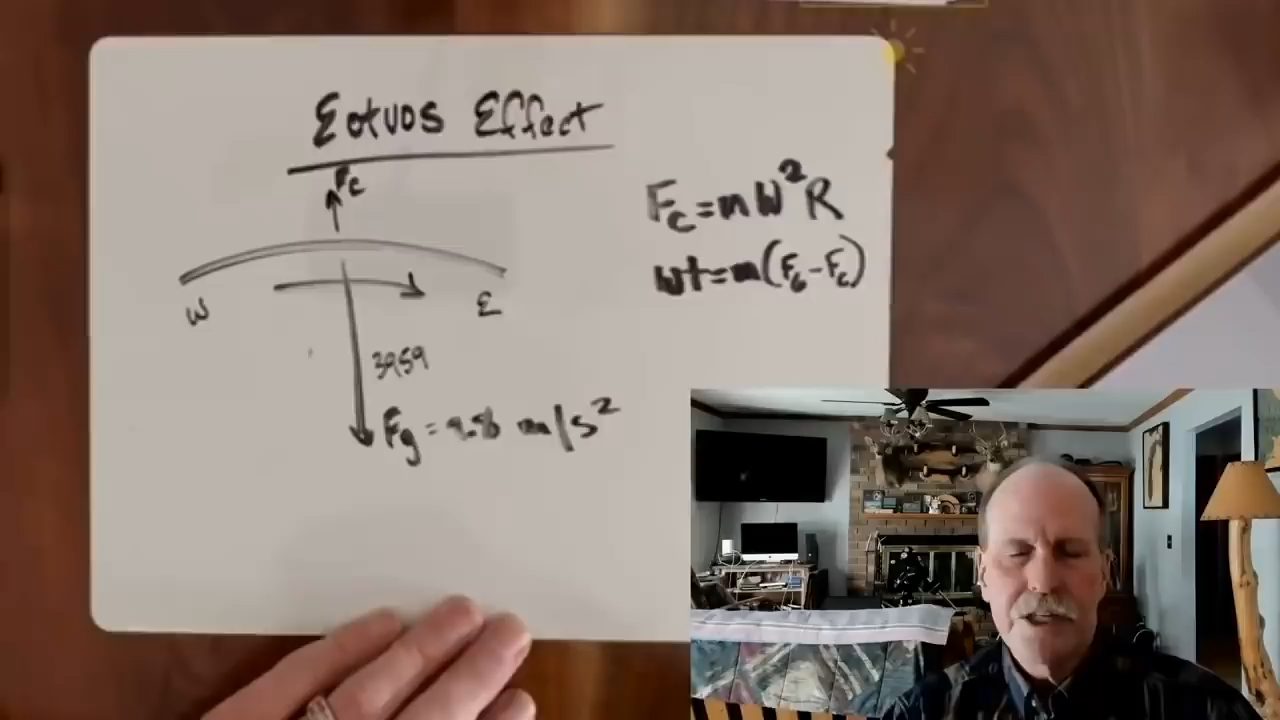 Eotvos Effect
Fc
W
E
3959
Fg = 9.8 m/s²
Fc = mW²R
wt = m(FG - Fc)